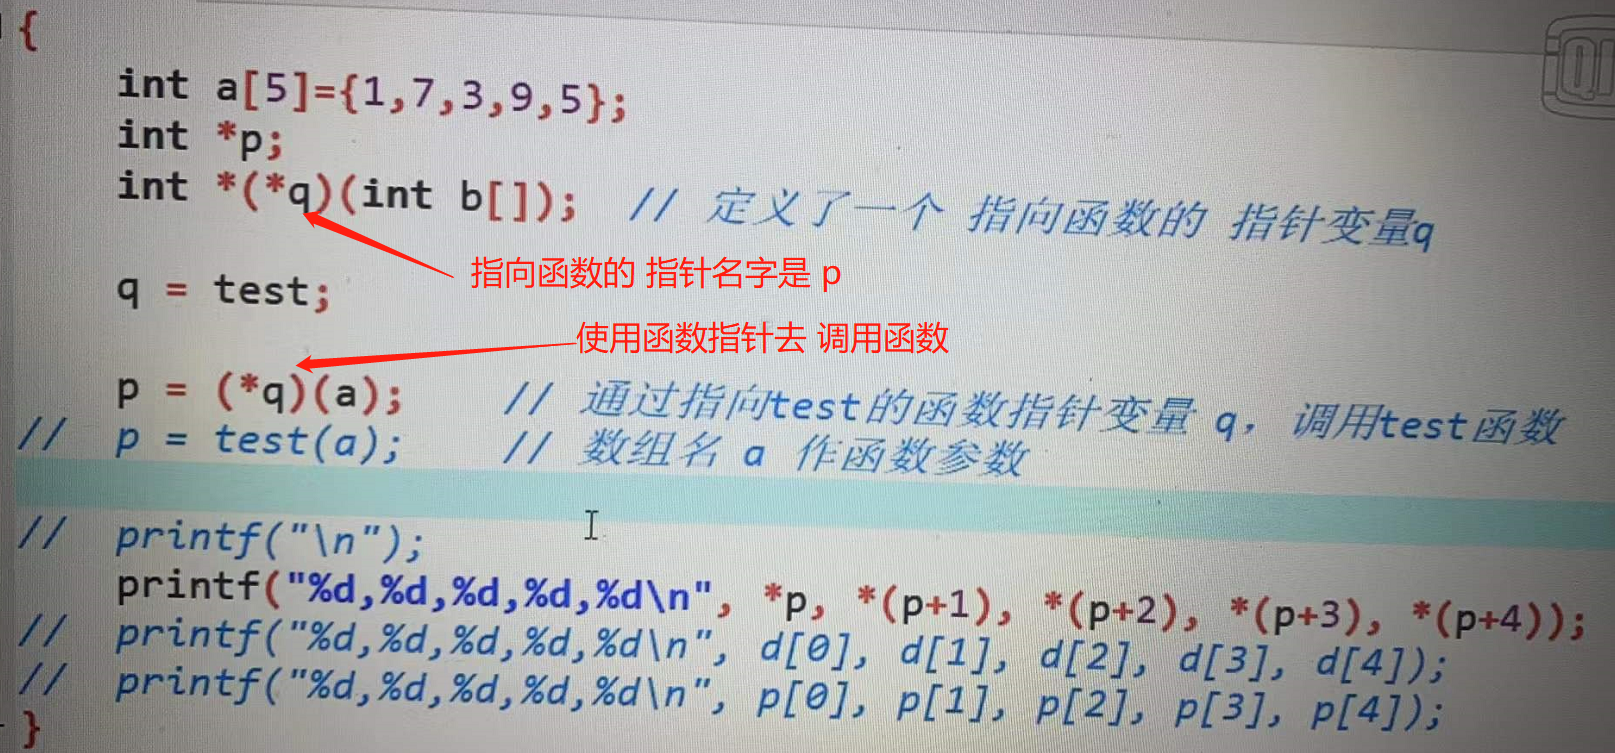 {
int a[5]={1,7,3,9,5};
int *p;
int *(*q)(int b[]); // 定义了一个 指向函数的 指针变量q
指向函数的 指针名字是 p
q = test;
使用函数指针去 调用函数
p = (*q)(a); // 通过指向test的函数指针变量 q，调用test函数
// p = test(a); // 数组名 a 作函数参数
// printf("\n");
printf("%d,%d,%d,%d,%d\n", *p, *(p+1), *(p+2), *(p+3), *(p+4));
// printf("%d,%d,%d,%d,%d\n", d[0], d[1], d[2], d[3], d[4]);
// printf("%d,%d,%d,%d,%d\n", p[0], p[1], p[2], p[3], p[4]);
}